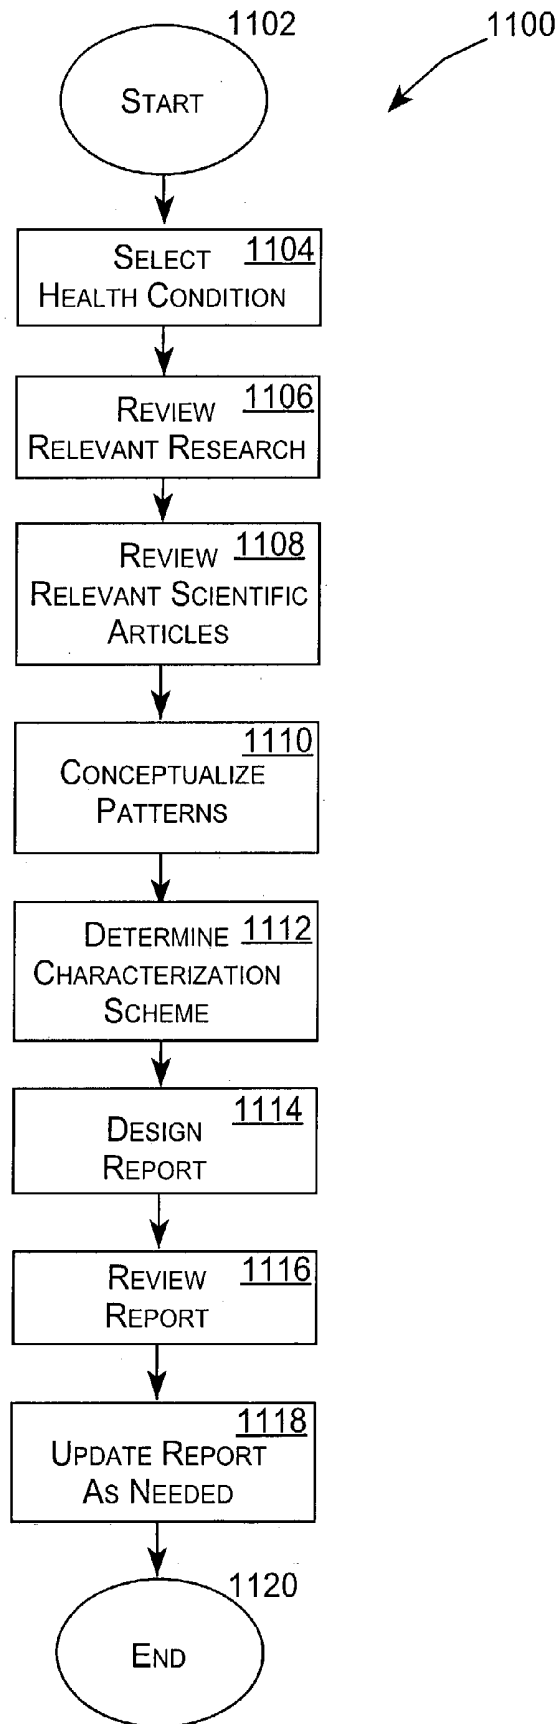 1102
1100
START
1104
SELECT
HEALTH CONDITION
1106
REVIEW
RELEVANT RESEARCH
1108
REVIEW
RELEVANT SCIENTIFIC
ARTICLES
1110
CONCEPTUALIZE
PATTERNS
1112
DETERMINE
CHARACTERIZATION
SCHEME
1114
DESIGN
REPORT
1116
REVIEW
REPORT
1118
UPDATE REPORT
AS NEEDED
1120
END